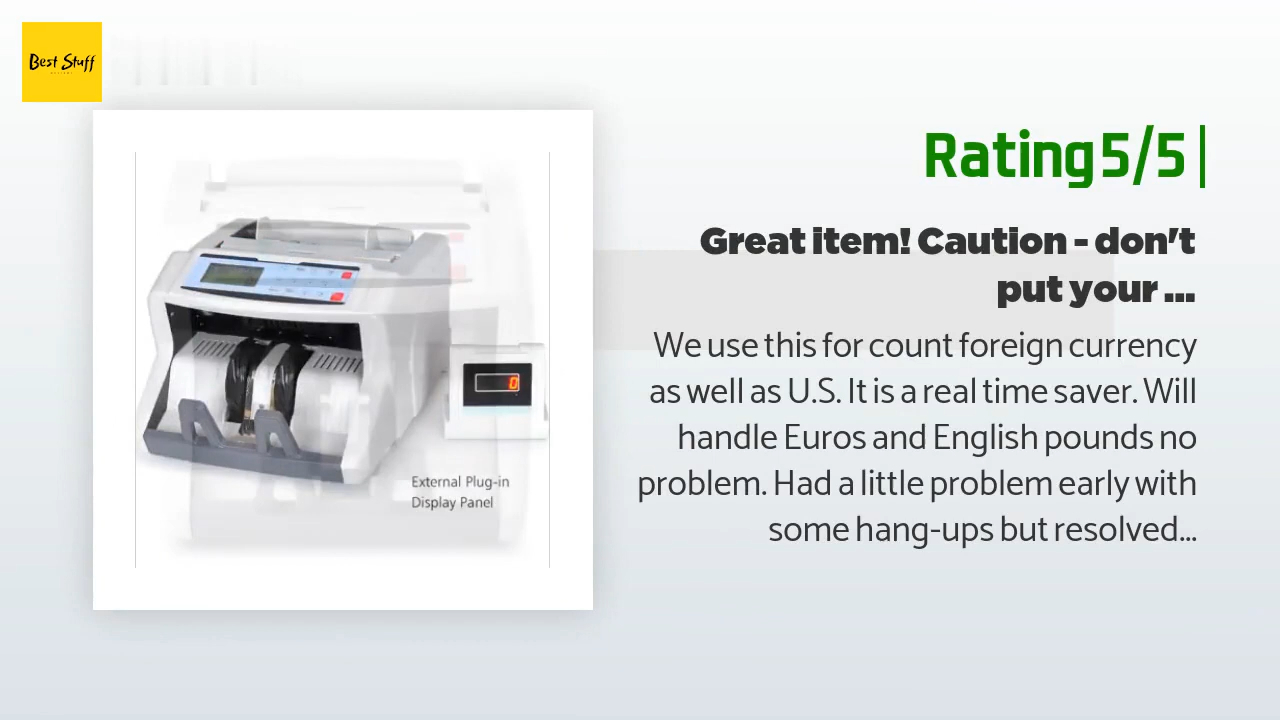 Best Stuff
Rating 5/5
Great item! Caution - don't
put your ...
We use this for count foreign currency
as well as U.S. It is a real time saver. Will
handle Euros and English pounds no
problem. Had a little problem early with
some hang-ups but resolved...
0
External Plug-in
Display Panel